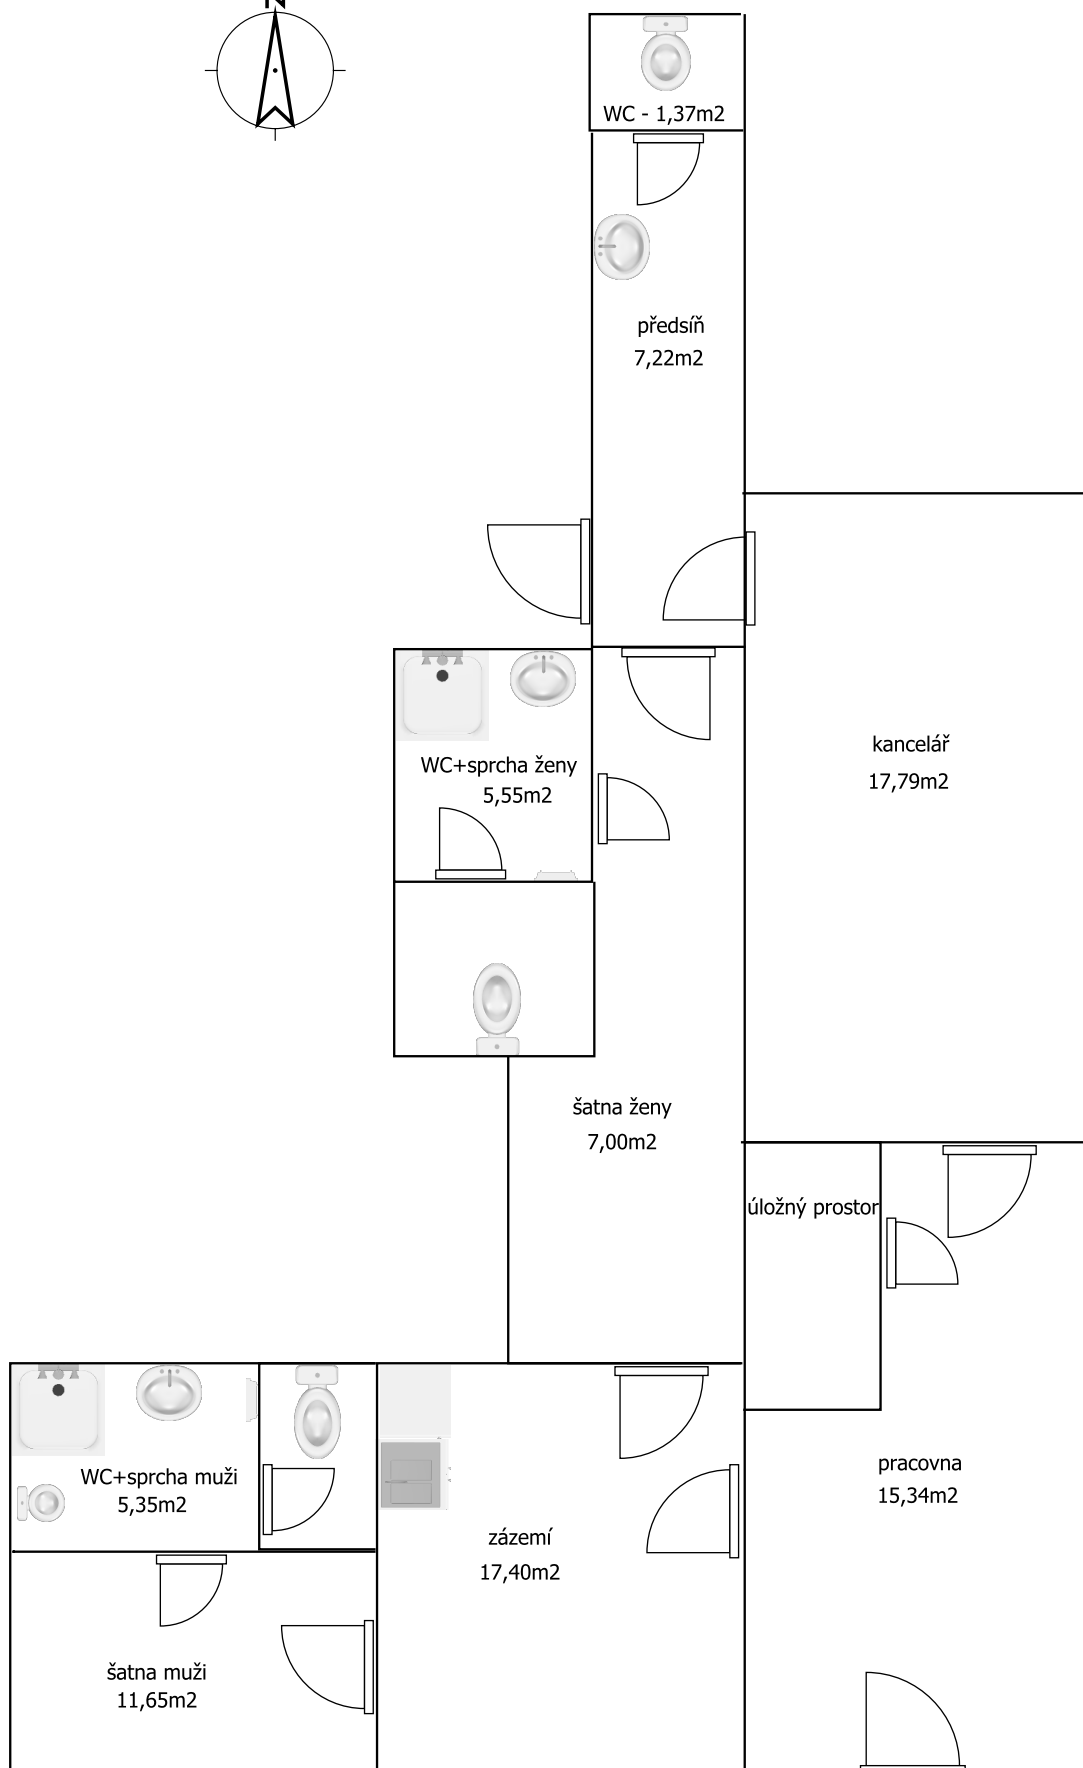 N
WC - 1,37m2
předsíň
7,22m2
kancelář
17,79m2
WC+sprcha ženy
5,55m2
šatna ženy
7,00m2
úložný prostor
pracovna
15,34m2
WC+sprcha muži
5,35m2
zázemí
17,40m2
šatna muži
11,65m2